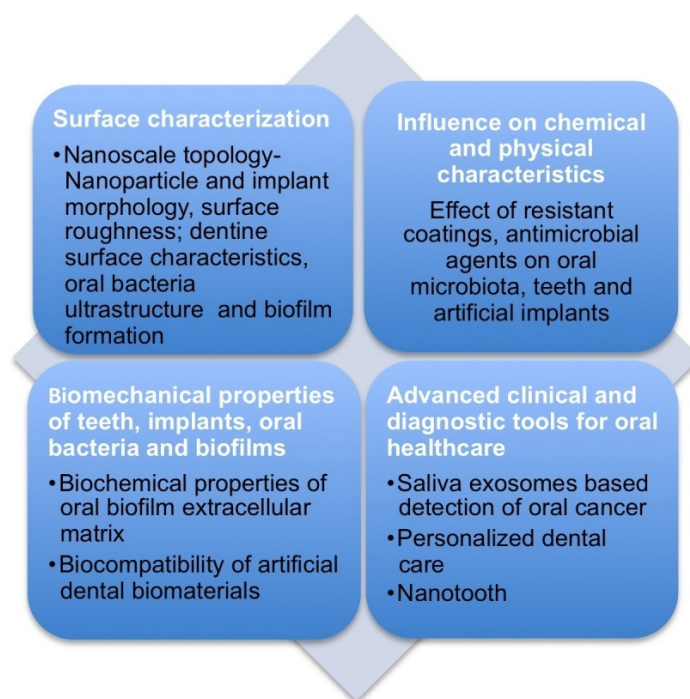 Surface characterization
•Nanoscale topology-
Nanoparticle and implant
morphology, surface
roughness; dentine
surface characteristics,
oral bacteria
ultrastructure and biofilm
formation
Influence on chemical
and physical
characteristics
Effect of resistant
coatings, antimicrobial
agents on oral
microbiota, teeth and
artificial implants
Biomechanical properties
of teeth, implants, oral
bacteria and biofilms
•Biochemical properties of
oral biofilm extracellular
matrix
•Biocompatibility of artificial
dental biomaterials
Advanced clinical and
diagnostic tools for oral
healthcare
•Saliva exosomes based
detection of oral cancer
•Personalized dental
care
•Nanotooth